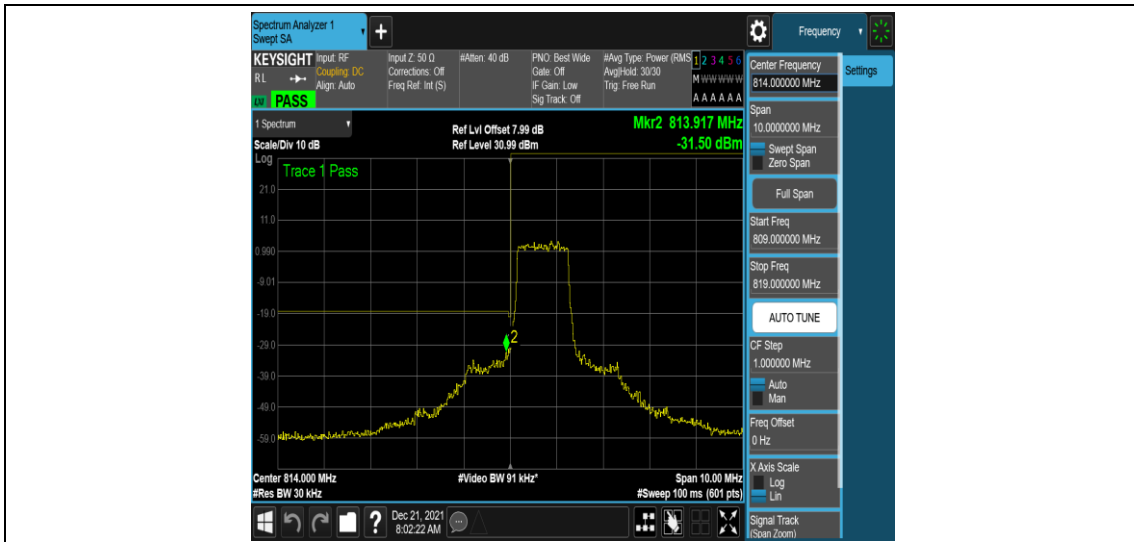 Spectrum Analyzer 1
Swept SA
+
Frequency
KEYSIGHT
RL
Input: RF
Coupling: DC
Align: Auto
Input Z: 50 Ω
Corrections: Off
Freq Ref: Int (S)
#Atten: 40 dB
PNO: Best Wide
Gate: Off
IF Gain: Low
Sig Track: Off
#Avg Type: Power (RMS
Avg|Hold: 30/30
Trig: Free Run
1 2 3 4 5 6
M W W W W W
A A A A A A
PASS
1 Spectrum
Scale/Div 10 dB
Ref Lvl Offset 7.99 dB
Ref Level 30.99 dBm
Mkr2 813.917 MHz
-31.50 dBm
Log
Trace 1 Pass
21.0
11.0
0.990
-9.01
-19.0
-29.0
-39.0
-49.0
-59.0
2
Center 814.000 MHz
#Res BW 30 kHz
#Video BW 91 kHz*
Span 10.00 MHz
#Sweep 100 ms (601 pts)
Center Frequency
814.000000 MHz
Settings
Span
10.0000000 MHz
Swept Span
Zero Span
Full Span
Start Freq
809.000000 MHz
Stop Freq
819.000000 MHz
AUTO TUNE
CF Step
1.000000 MHz
Auto
Man
Freq Offset
0 Hz
X Axis Scale
Log
Lin
Signal Track
(Span Zoom)
?
Dec 21, 2021
8:02:22 AM